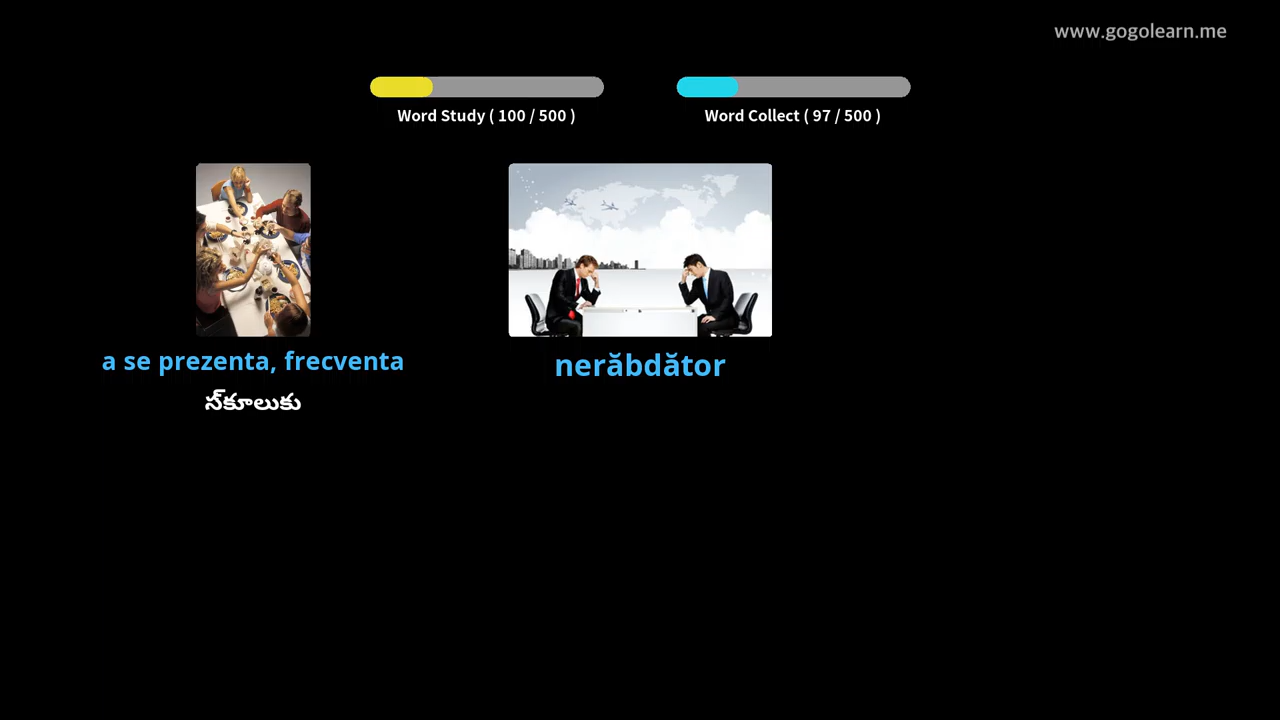 www.gogolearn.me
Word Study ( 100 / 500 )
Word Collect ( 97 / 500 )
a se prezenta, frecventa
స్‌కూలుకు
nerăbdător